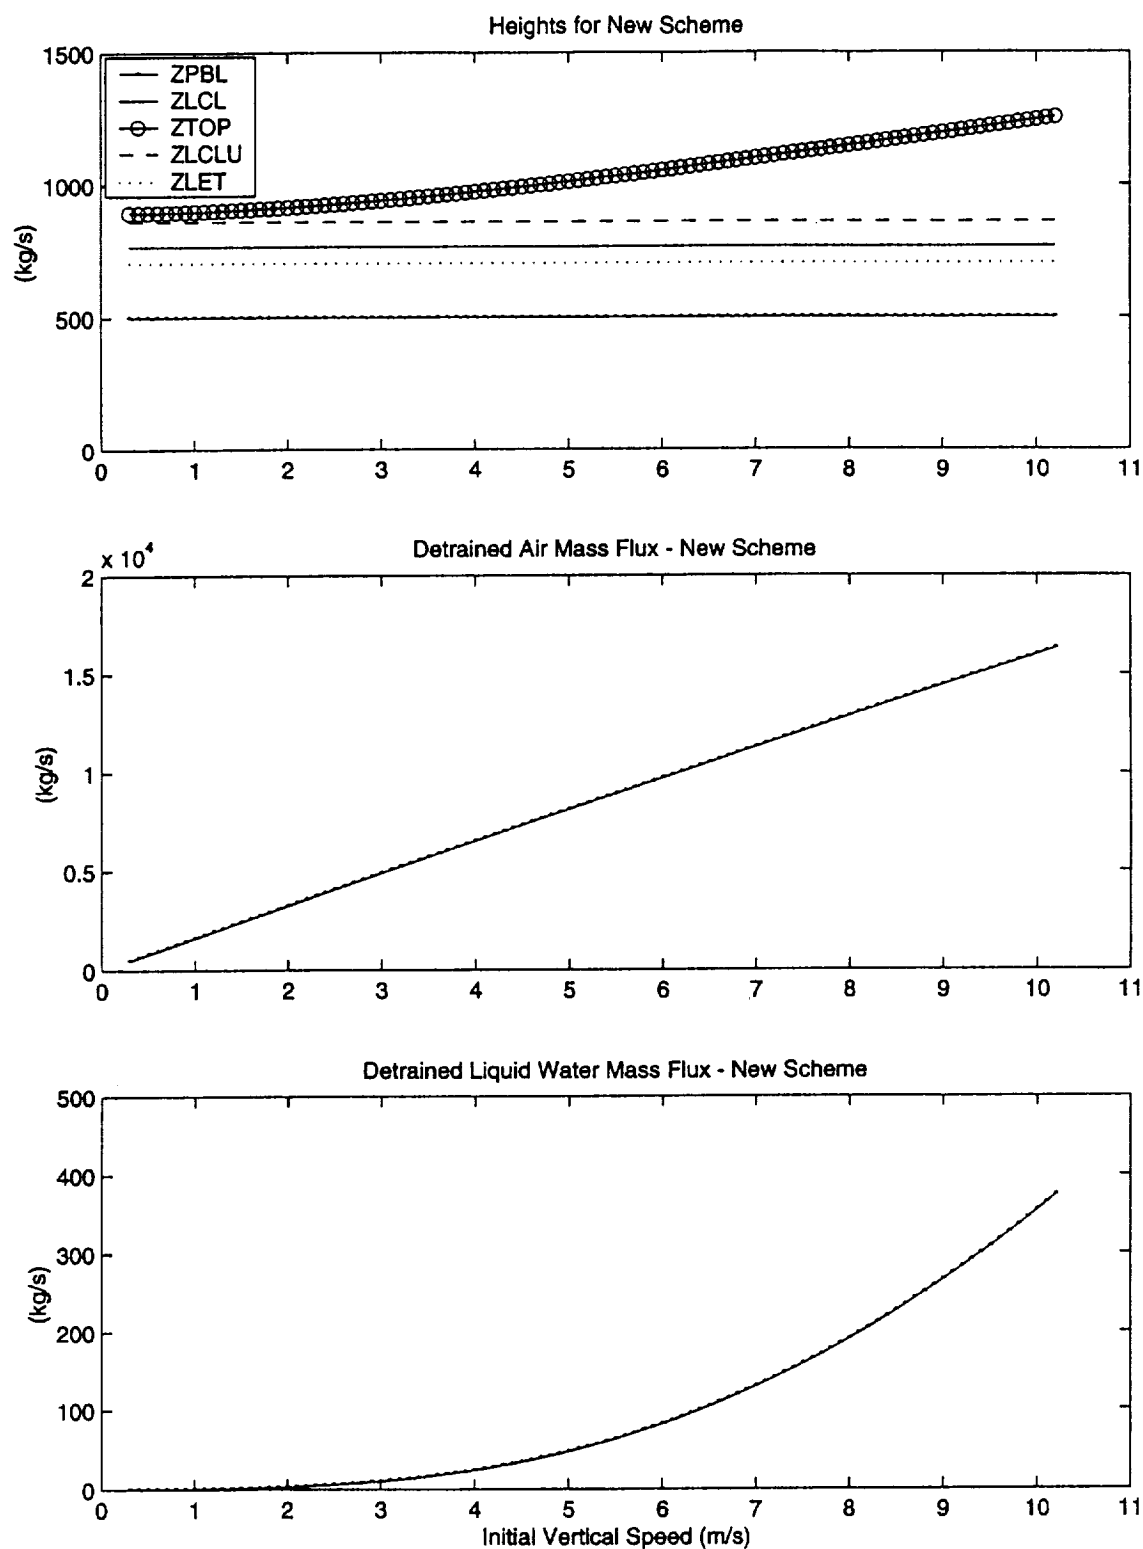 Heights for New Scheme
1500
1000
500
0
(kg/s)
ZPBL
ZLCL
ZTOP
ZLCLU
ZLET
0 1 2 3 4 5 6 7 8 9 10 11
Detrained Air Mass Flux - New Scheme
x 10^4
2
1.5
1
0.5
0
(kg/s)
0 1 2 3 4 5 6 7 8 9 10 11
Detrained Liquid Water Mass Flux - New Scheme
500
400
300
200
100
0
(kg/s)
0 1 2 3 4 5 6 7 8 9 10 11
Initial Vertical Speed (m/s)